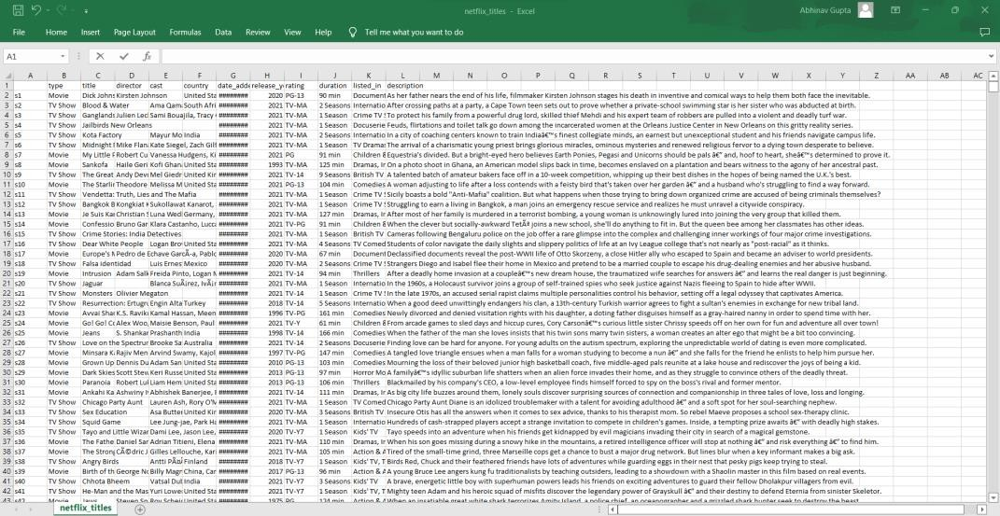 netflix_titles - Excel
Abhinav Gupta
File Home Insert Page Layout Formulas Data Review View Help Tell me what you want to do
A1 fx
A B C D E F G H I J K L M N O P Q R S T U V W X Y Z AA AB AC
1 type title director cast country date_adde release_ye rating duration listed_in description
2 s1 Movie Dick Johns Kirsten Johnson United Sta ######## 2020 PG-13 90 min Document As her father nears the end of his life, filmmaker Kirsten Johnson stages his death in inventive and comical ways to help them both face the inevitable.
3 s2 TV Show Blood & Water Ama Qama South Afri ######## 2021 TV-MA 2 Seasons Internatio After crossing paths at a party, a Cape Town teen sets out to prove whether a private-school swimming star is her sister who was abducted at birth.
4 s3 TV Show Ganglands Julien Lec Sami Bouajila, Tracy ######## 2021 TV-MA 1 Season Crime TV To protect his family from a powerful drug lord, skilled thief Mehdi and his expert team of robbers are pulled into a violent and deadly turf war.
5 s4 TV Show Jailbirds New Orleans ######## 2021 TV-MA 1 Season Docuserie Feuds, flirtations and toilet talk go down among the incarcerated women at the Orleans Justice Center in New Orleans on this gritty reality series.
6 s5 TV Show Kota Factory Mayur Mo India ######## 2021 TV-MA 2 Seasons Internatio In a city of coaching centers known to train Indiaâ€™s finest collegiate minds, an earnest but unexceptional student and his friends navigate campus life.
7 s6 TV Show Midnight Mike Flan Kate Siegel, Zach Gilf ######## 2021 TV-MA 1 Season TV Drama The arrival of a charismatic young priest brings glorious miracles, ominous mysteries and renewed religious fervor to a dying town desperate to believe.
8 s7 Movie My Little F Robert Cu Vanessa Hudgens, Ki ######## 2021 PG 91 min Children & Equestria's divided. But a bright-eyed hero believes Earth Ponies, Pegasi and Unicorns should be pals â€” and, hoof to heart, sheâ€™s determined to prove it.
9 s8 Movie Sankofa Haile Geri Kofi Ghan United Sta ######## 1993 TV-MA 125 min Dramas, Ir On a photo shoot in Ghana, an American model slips back in time, becomes enslaved on a plantation and bears witness to the agony of her ancestral past.
10 s9 TV Show The Great Andy Devi Mel Giedr United Kir ######## 2021 TV-14 9 Seasons British TV A talented batch of amateur bakers face off in a 10-week competition, whipping up their best dishes in the hopes of being named the U.K.'s best.
11 s10 Movie The Starli Theodore Melissa M United Sta ######## 2021 PG-13 104 min Comedies A woman adjusting to life after a loss contends with a feisty bird that's taken over her garden â€” and a husband who's struggling to find a way forward.
12 s11 TV Show Vendetta: Truth, Lies and The Mafia ######## 2021 TV-MA 1 Season Crime TV Sicily boasts a bold "Anti-Mafia" coalition. But what happens when those trying to bring down organized crime are accused of being criminals themselves?
13 s12 TV Show Bangkok B Kongkiat Sukollawat Kanarot, ######## 2021 TV-MA 1 Season Crime TV Struggling to earn a living in Bangkok, a man joins an emergency rescue service and realizes he must unravel a citywide conspiracy.
14 s13 Movie Je Suis Kar Christian Luna Wed Germany, ######## 2021 TV-MA 127 min Dramas, Ir After most of her family is murdered in a terrorist bombing, a young woman is unknowingly lured into joining the very group that killed them.
15 s14 Movie Confessio Bruno Gar Klara Castanho, Lucca ######## 2021 TV-PG 91 min Children & When the clever but socially-awkward TetÃª joins a new school, she'll do anything to fit in. But the queen bee among her classmates has other ideas.
16 s15 TV Show Crime Stories: India Detectives ######## 2021 TV-MA 1 Season British TV Cameras following Bengaluru police on the job offer a rare glimpse into the complex and challenging inner workings of four major crime investigations.
17 s16 TV Show Dear White People Logan Bro United Sta ######## 2021 TV-MA 4 Seasons TV Comed Students of color navigate the daily slights and slippery politics of life at an Ivy League college that's not nearly as "post-racial" as it thinks.
18 s17 Movie Europe's Pedro de Echave GarcÃ-a, Pablo ######## 2020 TV-MA 67 min Document Declassified documents reveal the post-WWII life of Otto Skorzeny, a close Hitler ally who escaped to Spain and became an adviser to world presidents.
19 s18 TV Show Falsa identidad Luis Ernes Mexico ######## 2020 TV-MA 2 Seasons Crime TV Strangers Diego and Isabel flee their home in Mexico and pretend to be a married couple to escape his drug-dealing enemies and her abusive husband.
20 s19 Movie Intrusion Adam Salk Freida Pinto, Logan M ######## 2021 TV-14 94 min Thrillers After a deadly home invasion at a coupleâ€™s new dream house, the traumatized wife searches for answers â€” and learns the real danger is just beginning.
21 s20 TV Show Jaguar Blanca SuÃ¡rez, IvÃ¡n ######## 2021 TV-MA 1 Season Internatio In the 1960s, a Holocaust survivor joins a group of self-trained spies who seek justice against Nazis fleeing to Spain to hide after WWII.
22 s21 TV Show Monsters Olivier Megaton ######## 2021 TV-14 1 Season Crime TV In the late 1970s, an accused serial rapist claims multiple personalities control his behavior, setting off a legal odyssey that captivates America.
23 s22 TV Show Resurrection: Ertugr Engin Alta Turkey ######## 2018 TV-14 5 Seasons Internatio When a good deed unwittingly endangers his clan, a 13th-century Turkish warrior agrees to fight a sultan's enemies in exchange for new tribal land.
24 s23 Movie Avvai Shar K.S. Ravik Kamal Hassan, Meen ######## 1996 TV-PG 161 min Comedies Newly divorced and denied visitation rights with his daughter, a doting father disguises himself as a gray-haired nanny in order to spend time with her.
25 s24 Movie Go! Go! Co Alex Woo, Maisie Benson, Paul ######## 2021 TV-Y 61 min Children & From arcade games to sled days and hiccup cures, Cory Carsonâ€™s curious little sister Chrissy speeds off on her own for fun and adventure all over town!
26 s25 Movie Jeans S. Shankar Prashanth India ######## 1998 TV-14 166 min Comedies When the father of the man she loves insists that his twin sons marry twin sisters, a woman creates an alter ego that might be a bit too convincing.
27 s26 TV Show Love on the Spectrur Brooke Sa Australia ######## 2021 TV-14 2 Seasons Docuserie Finding love can be hard for anyone. For young adults on the autism spectrum, exploring the unpredictable world of dating is even more complicated.
28 s27 Movie Minsara Ka Rajiv Men Arvind Swamy, Kajol ######## 1997 TV-PG 147 min Comedies A tangled love triangle ensues when a man falls for a woman studying to become a nun â€” and she falls for the friend he enlists to help him pursue her.
29 s28 Movie Grown Up Dennis Du Adam San United Sta ######## 2010 PG-13 103 min Comedies Mourning the loss of their beloved junior high basketball coach, five middle-aged pals reunite at a lake house and rediscover the joys of being a kid.
30 s29 Movie Dark Skies Scott Stew Keri Russe United Sta ######## 2013 PG-13 97 min Horror Mo A familyâ€™s idyllic suburban life shatters when an alien force invades their home, and as they struggle to convince others of the deadly threat.
31 s30 Movie Paranoia Robert Lul Liam Hem United Sta ######## 2013 PG-13 106 min Thrillers Blackmailed by his company's CEO, a low-level employee finds himself forced to spy on the boss's rival and former mentor.
32 s31 Movie Ankahi Ka Ashwiny I Abhishek Banerjee, ######## 2021 TV-14 111 min Dramas, Ir As big city life buzzes around them, lonely souls discover surprising sources of connection and companionship in three tales of love, loss and longing.
33 s32 TV Show Chicago Party Aunt Lauren Ash, Rory O'M ######## 2021 TV-MA 1 Season TV Comed Chicago Party Aunt Diane is an idolized troublemaker with a talent for avoiding adulthood â€” and a soft spot for her soul-searching nephew.
34 s33 TV Show Sex Education Asa Butte United Kir ######## 2020 TV-MA 3 Seasons British TV Insecure Otis has all the answers when it comes to sex advice, thanks to his therapist mom. So rebel Maeve proposes a school sex-therapy clinic.
35 s34 TV Show Squid Game Lee Jung-jae, Park Ha ######## 2021 TV-MA 1 Season Internatio Hundreds of cash-strapped players accept a strange invitation to compete in children's games. Inside, a tempting prize awaits â€” with deadly high stakes.
36 s35 TV Show Tayo and Little Wizar Dami Lee, Jason Lee, ######## 2020 TV-Y7 1 Season Kids' TV Tayo speeds into an adventure when his friends get kidnapped by evil magicians invading their city in search of a magical gemstone.
37 s36 Movie The Fathe Daniel Sar Adrian Titieni, Elena ######## 2021 TV-MA 110 min Dramas, Ir When his son goes missing during a snowy hike in the mountains, a retired intelligence officer will stop at nothing â€” and risk everything â€” to find him.
38 s37 Movie The Strong CÃ©dric J Gilles Lellouche, Kari ######## 2021 TV-MA 105 min Action & A Tired of the small-time grind, three Marseille cops get a chance to bust a major drug network. But lines blur when a key informant makes a big ask.
39 s38 TV Show Angry Birds Antti Finland ######## 2018 TV-Y7 1 Season Kids' TV, T Birds Red, Chuck and their feathered friends have lots of adventures while guarding eggs in their nest that pesky pigs keep trying to steal.
40 s39 Movie Birth of the George No Billy Magn China, Car ######## 2017 PG-13 96 min Action & A A young Bruce Lee angers kung fu traditionalists by teaching outsiders, leading to a showdown with a Shaolin master in this film based on real events.
41 s40 TV Show Chhota Bheem Vatsal Dul India ######## 2021 TV-Y7 3 Seasons Kids' TV A brave, energetic little boy with superhuman powers leads his friends on exciting adventures to guard their fellow Dholakpur villagers from evil.
42 s41 TV Show He-Man and the Mas Yuri Lowe United Sta ######## 2021 TV-Y7 1 Season Kids' TV, T Mighty teen Adam and his heroic squad of misfits discover the legendary power of Grayskull â€” and their destiny to defend Eternia from sinister Skeletor.
43 s42 Movie Jaws Steven Sp Roy Sche United Sta ######## 1975 PG 124 min Action & A When an insatiable great white shark terrorizes Amity Island, a police chief, an oceanographer and a grizzled shark hunter seek to destroy the beast.
netflix_titles